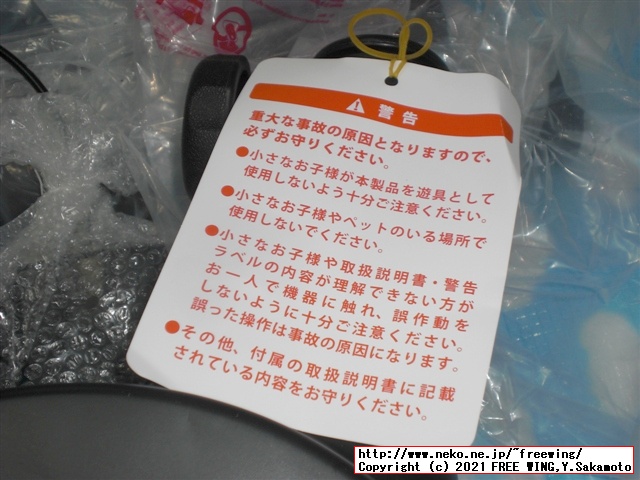 警告
重大な事故の原因となりますので、
必ずお守りください。
●小さなお子様が本製品を遊具として
使用しないよう十分ご注意ください。
●小さなお子様やペットのいる場所で
使用しないでください。
●小さなお子様や取扱説明書・警告
ラベルの内容が理解できない方が
お一人で機器に触れ、誤作動を
しないように十分ご注意ください。
誤った操作は事故の原因になります。
●その他、付属の取扱説明書に記載
されている内容をお守りください。
http://www.neko.ne.jp/~freewing/
Copyright (c) 2021 FREE WING,Y.Sakamoto